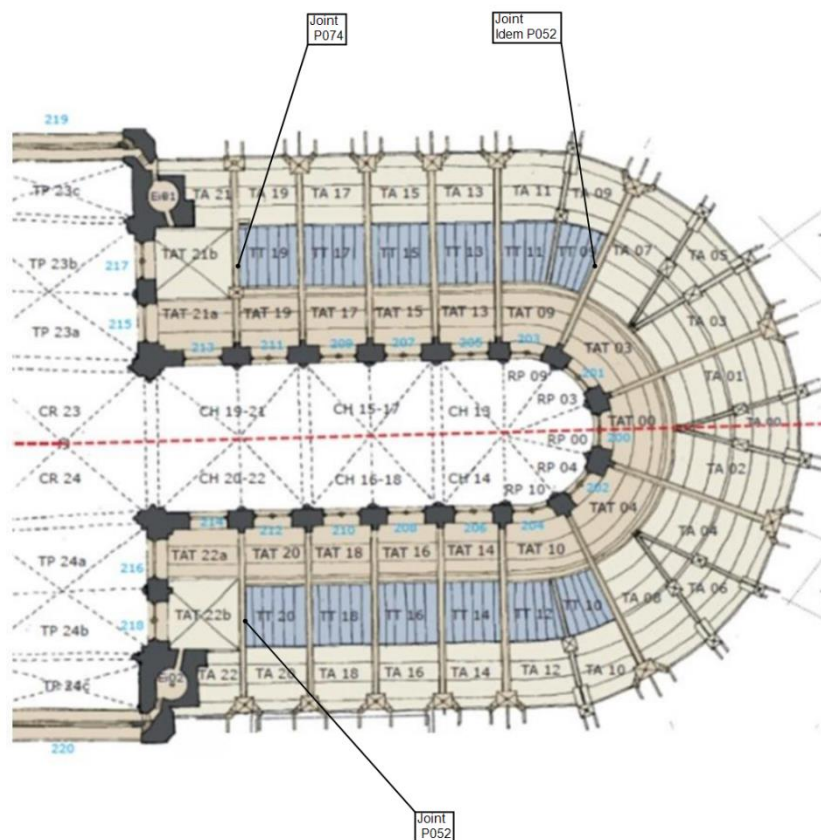 Joint
P074
Joint
Idem P052
219
TP 23c
TA 21
TA 19
TA 17
TA 15
TA 13
TA 11
TA 09
TP 23b
217
TAT 21b
TT 19
TT 17
TT 15
TT 13
TT 11
TA 07
TA 05
TP 23a
215
TAT 21a
TAT 19
TAT 17
TAT 15
TAT 13
TAT 09
TAT 03
TA 03
213
211
209
207
205
203
201
TA 01
CR 23
CH 19-21
CH 15-17
CH 13
RP 09
RP 03
TAT 00
TA 00
RP 00
200
CR 24
CH 20-22
CH 16-18
CH 14
RP 04
RP 10
202
TA 02
214
212
210
208
206
204
TAT 04
TA 04
TP 24a
216
TAT 22a
TAT 20
TAT 18
TAT 16
TAT 14
TAT 10
TA 06
TP 24b
218
TAT 22b
TT 20
TT 18
TT 16
TT 14
TT 12
TT 10
TA 08
TP 24c
TA 22
TA 20
TA 18
TA 16
TA 14
TA 12
TA 10
220
Joint
P052